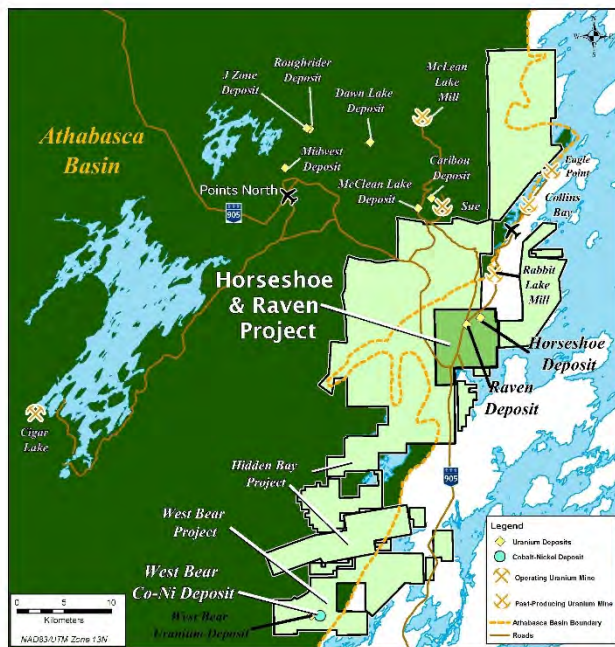 W
E
Roughrider
Deposit
J Zone
Deposit
Dawn Lake
Deposit
McLean
Lake
Mill
Athabasca
Basin
Midwest
Deposit
Caribou
Deposit
Eagle
Point
Points North
McClean Lake
Deposit
Sue
Collins
Bay
905
Rabbit
Lake
Mill
Horseshoe
& Raven
Project
Horseshoe
Deposit
Raven
Deposit
Cigar
Lake
Hidden Bay
Project
905
West Bear
Project
West Bear
Co-Ni Deposit
West Bear
Uranium Deposit
Legend
Uranium Deposits
Cobalt-Nickel Deposit
Operating Uranium Mine
Past-Producing Uranium Mine
Athabasca Basin Boundary
Roads
0 5 10
Kilometers
NAD83/UTM Zone 13N